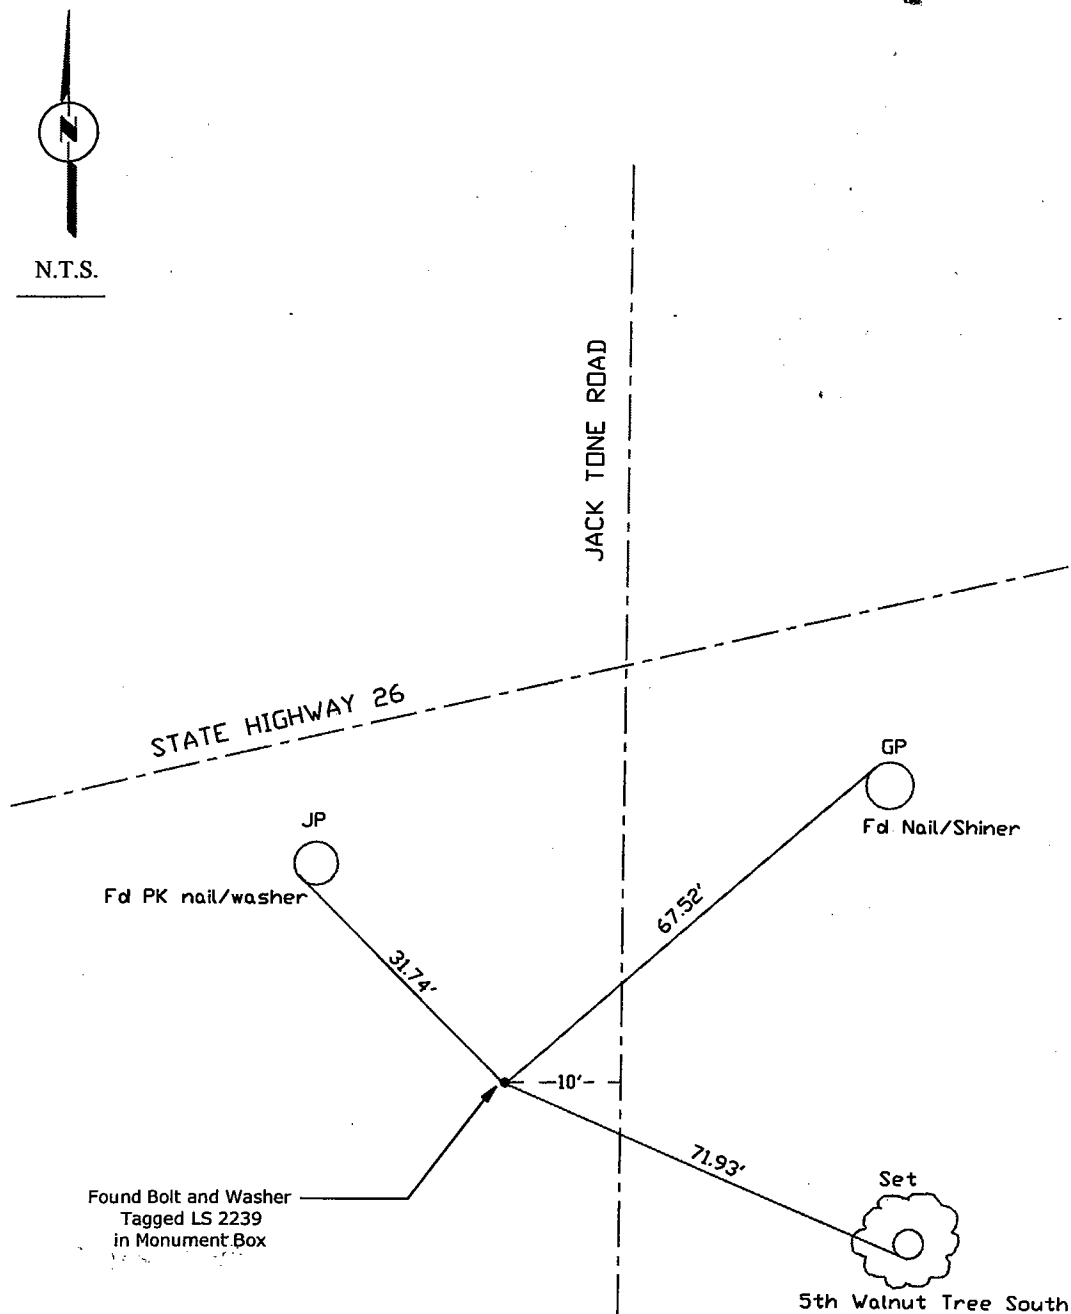 N
N.T.S.
JACK TONE ROAD
STATE HIGHWAY 26
GP
Fd Nail/Shiner
JP
Fd PK nail/washer
67.52'
31.74'
10'
71.93'
Found Bolt and Washer
Tagged LS 2239
in Monument Box
Set
5th Walnut Tree South